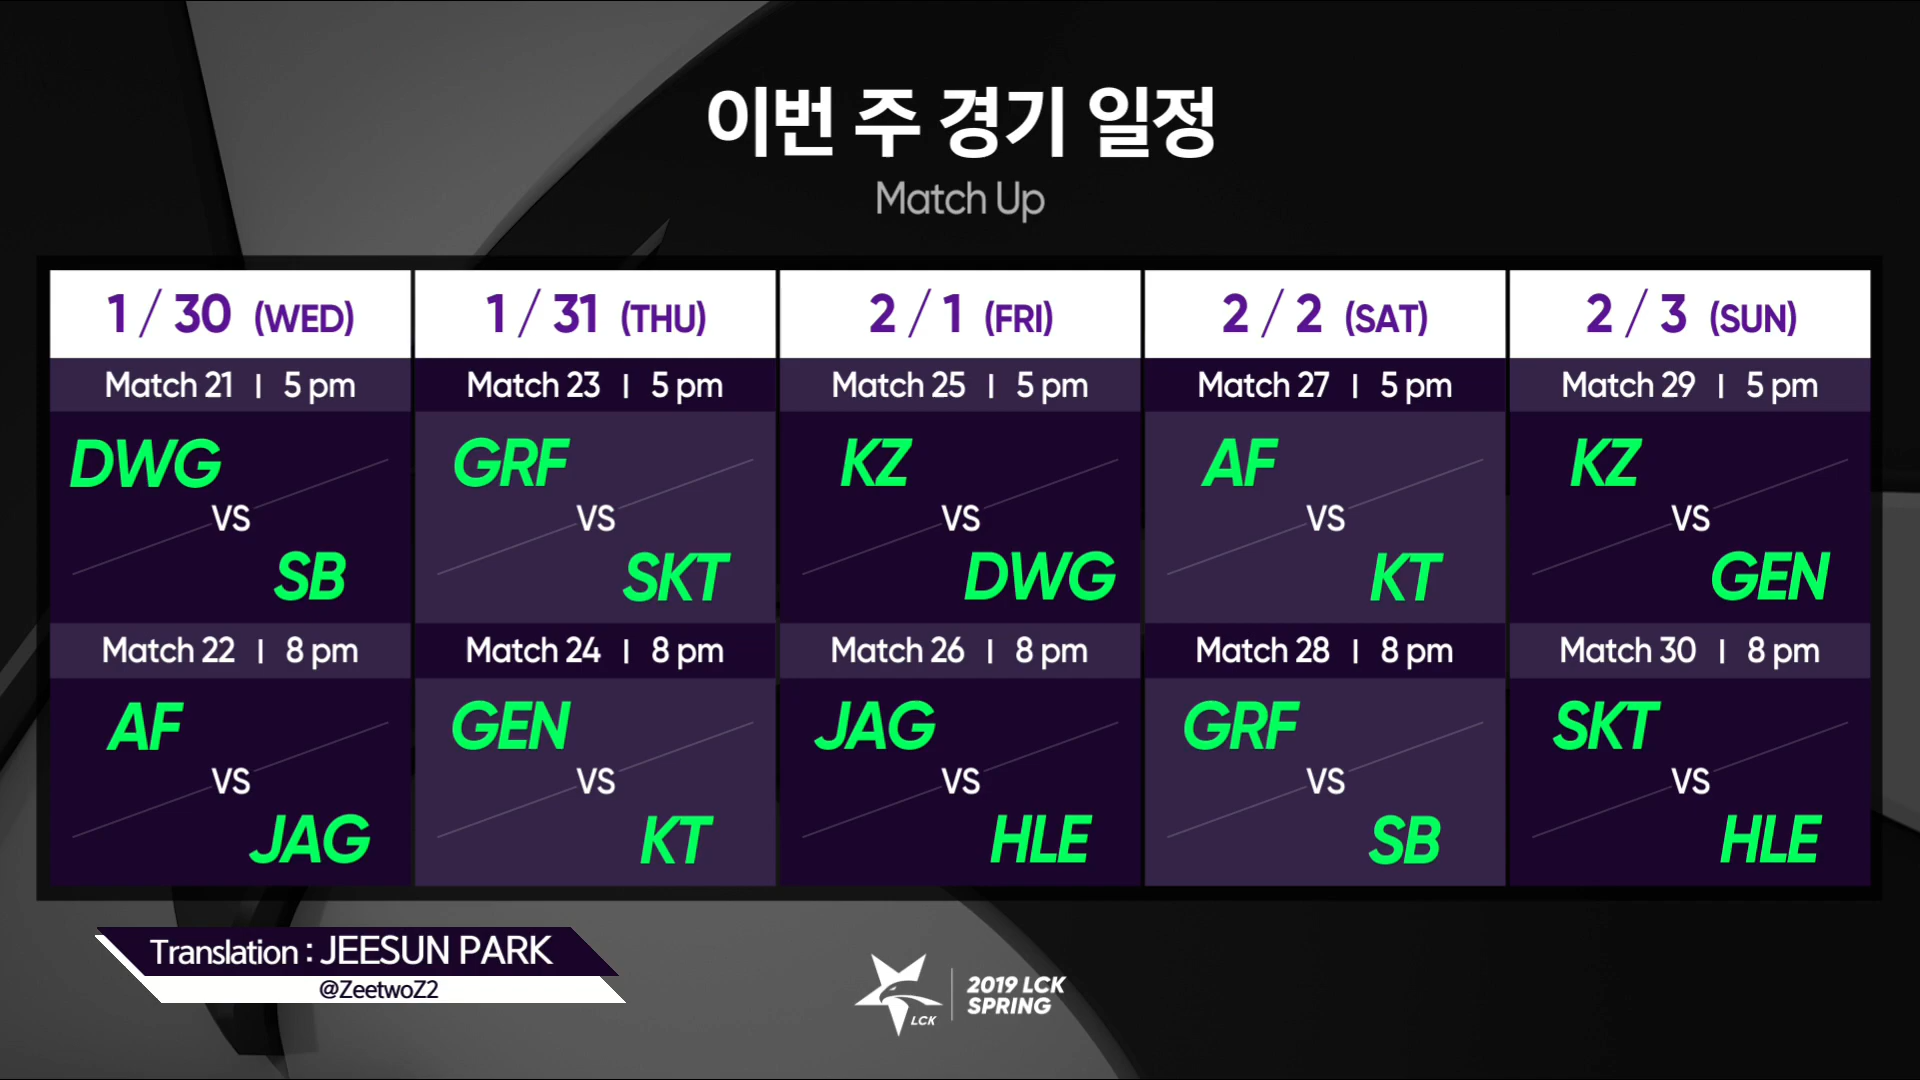 이번 주 경기 일정
Match Up
1 / 30 (WED)
Match 21 | 5 pm
DWG
VS
SB
Match 22 | 8 pm
AF
VS
JAG
1 / 31 (THU)
Match 23 | 5 pm
GRF
VS
SKT
Match 24 | 8 pm
GEN
VS
KT
2 / 1 (FRI)
Match 25 | 5 pm
KZ
VS
DWG
Match 26 | 8 pm
JAG
VS
HLE
2 / 2 (SAT)
Match 27 | 5 pm
AF
VS
KT
Match 28 | 8 pm
GRF
VS
SB
2 / 3 (SUN)
Match 29 | 5 pm
KZ
VS
GEN
Match 30 | 8 pm
SKT
VS
HLE
Translation : JEESUN PARK
@ZeetwoZ2
LCK
2019 LCK
SPRING